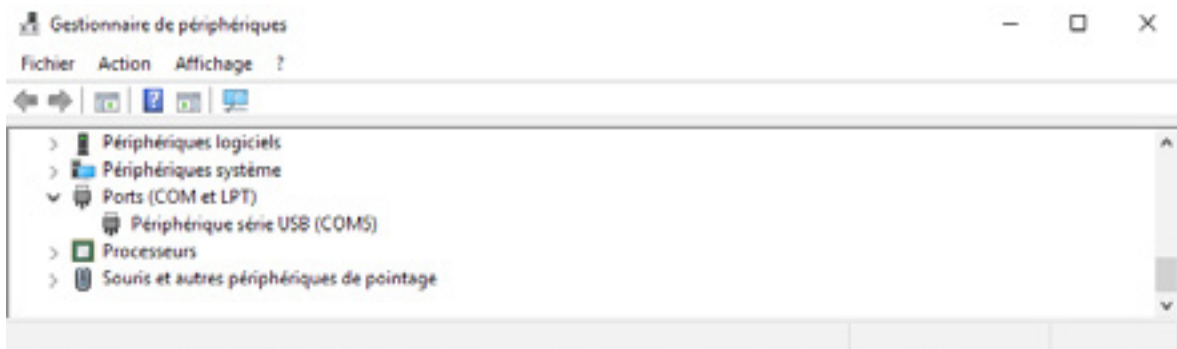 Gestionnaire de périphériques
Fichier Action Affichage ?
Périphériques logiciels
Périphériques système
Ports (COM et LPT)
Périphérique série USB (COM5)
Processeurs
Souris et autres périphériques de pointage